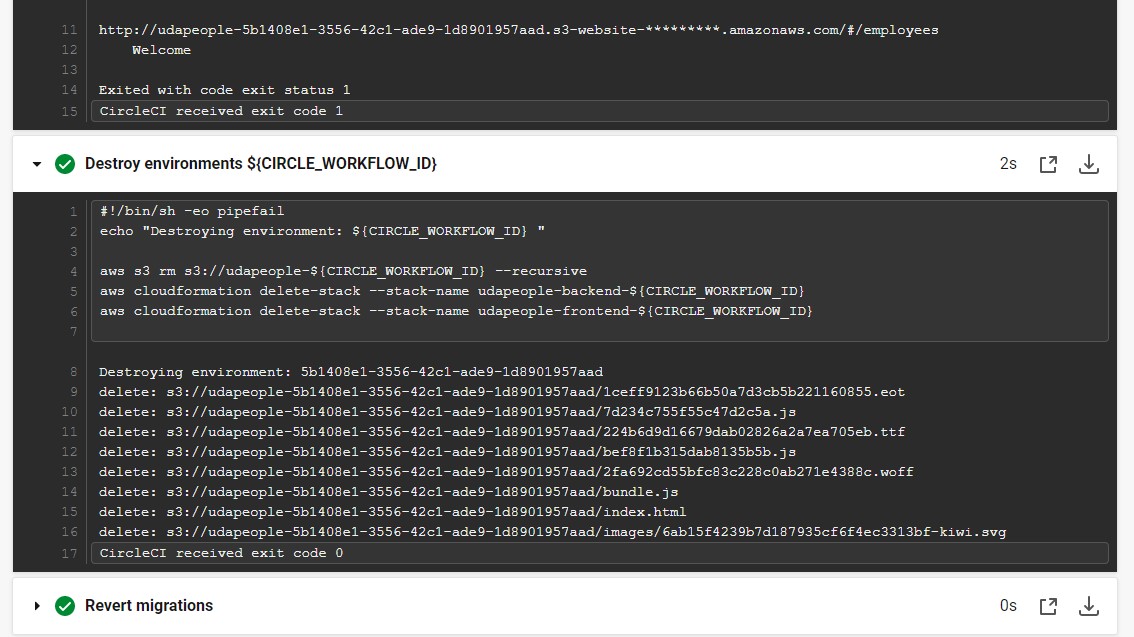 11 http://udapeople-5b1408e1-3556-42c1-ade9-1d8901957aad.s3-website-*********.amazonaws.com/#/employees
12     Welcome
13
14 Exited with code exit status 1
15 CircleCI received exit code 1
Destroy environments ${CIRCLE_WORKFLOW_ID} 2s
1 #!/bin/sh -eo pipefail
2 echo "Destroying environment: ${CIRCLE_WORKFLOW_ID} "
3
4 aws s3 rm s3://udapeople-${CIRCLE_WORKFLOW_ID} --recursive
5 aws cloudformation delete-stack --stack-name udapeople-backend-${CIRCLE_WORKFLOW_ID}
6 aws cloudformation delete-stack --stack-name udapeople-frontend-${CIRCLE_WORKFLOW_ID}
7
8 Destroying environment: 5b1408e1-3556-42c1-ade9-1d8901957aad
9 delete: s3://udapeople-5b1408e1-3556-42c1-ade9-1d8901957aad/1ceff9123b66b50a7d3cb5b221160855.eot
10 delete: s3://udapeople-5b1408e1-3556-42c1-ade9-1d8901957aad/7d234c755f55c47d2c5a.js
11 delete: s3://udapeople-5b1408e1-3556-42c1-ade9-1d8901957aad/224b6d9d16679dab02826a2a7ea705eb.ttf
12 delete: s3://udapeople-5b1408e1-3556-42c1-ade9-1d8901957aad/bef8f1b315dab8135b5b.js
13 delete: s3://udapeople-5b1408e1-3556-42c1-ade9-1d8901957aad/2fa692cd55bfc83c228c0ab271e4388c.woff
14 delete: s3://udapeople-5b1408e1-3556-42c1-ade9-1d8901957aad/bundle.js
15 delete: s3://udapeople-5b1408e1-3556-42c1-ade9-1d8901957aad/index.html
16 delete: s3://udapeople-5b1408e1-3556-42c1-ade9-1d8901957aad/images/6ab15f4239b7d187935cf6f4ec3313bf-kiwi.svg
17 CircleCI received exit code 0
Revert migrations 0s